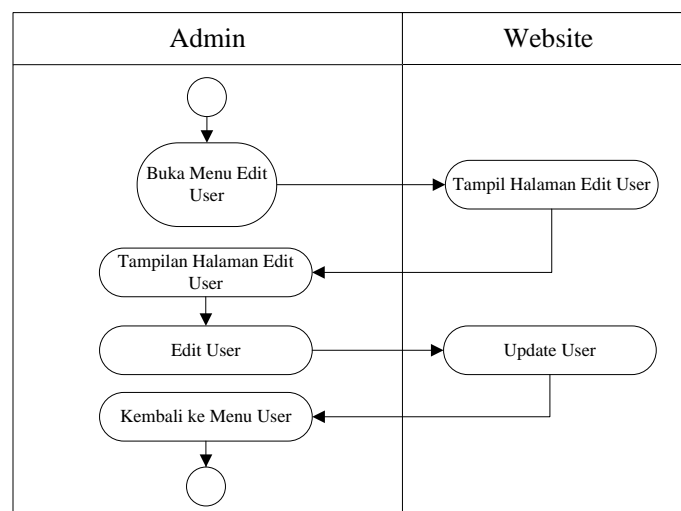 Admin
Website
Buka Menu Edit
User
Tampil Halaman Edit User
Tampilan Halaman Edit
User
Edit User
Update User
Kembali ke Menu User